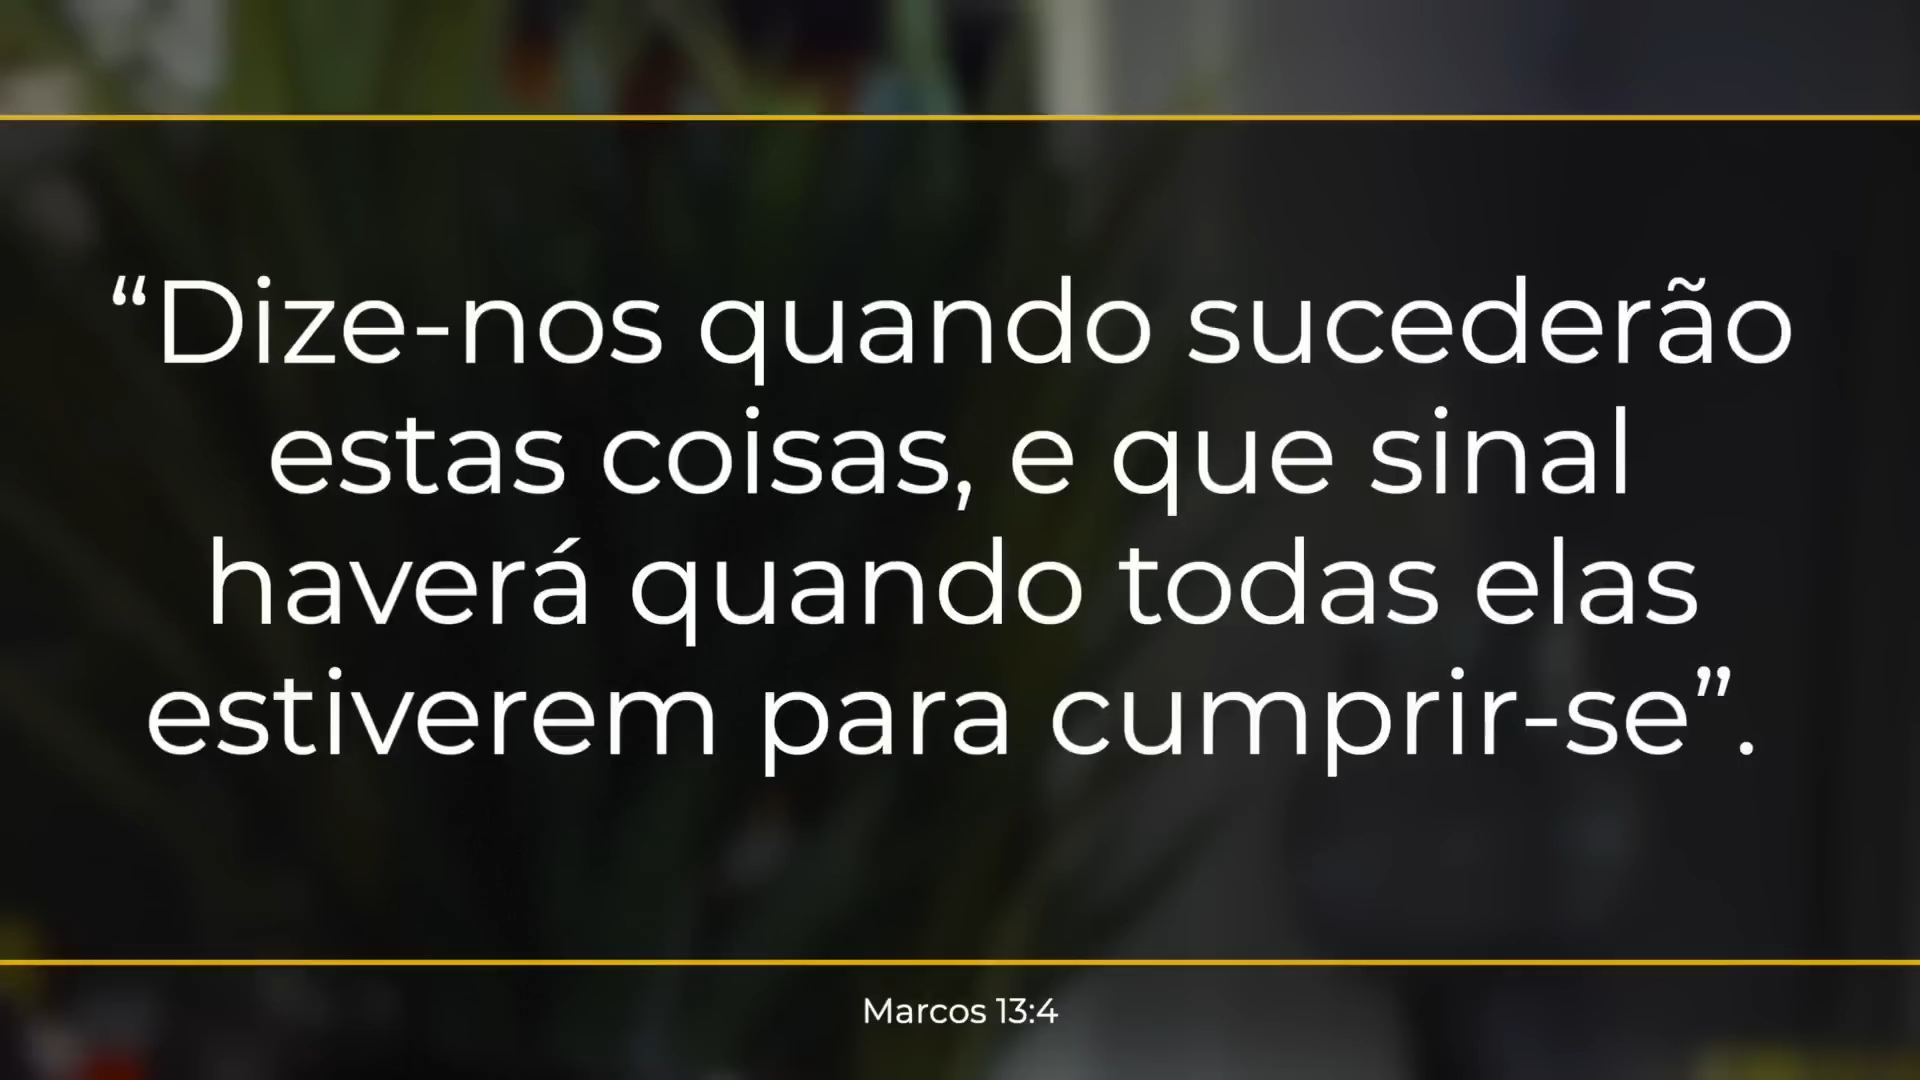 “Dize-nos quando sucederão
estas coisas, e que sinal
haverá quando todas elas
estiverem para cumprir-se”.
Marcos 13:4